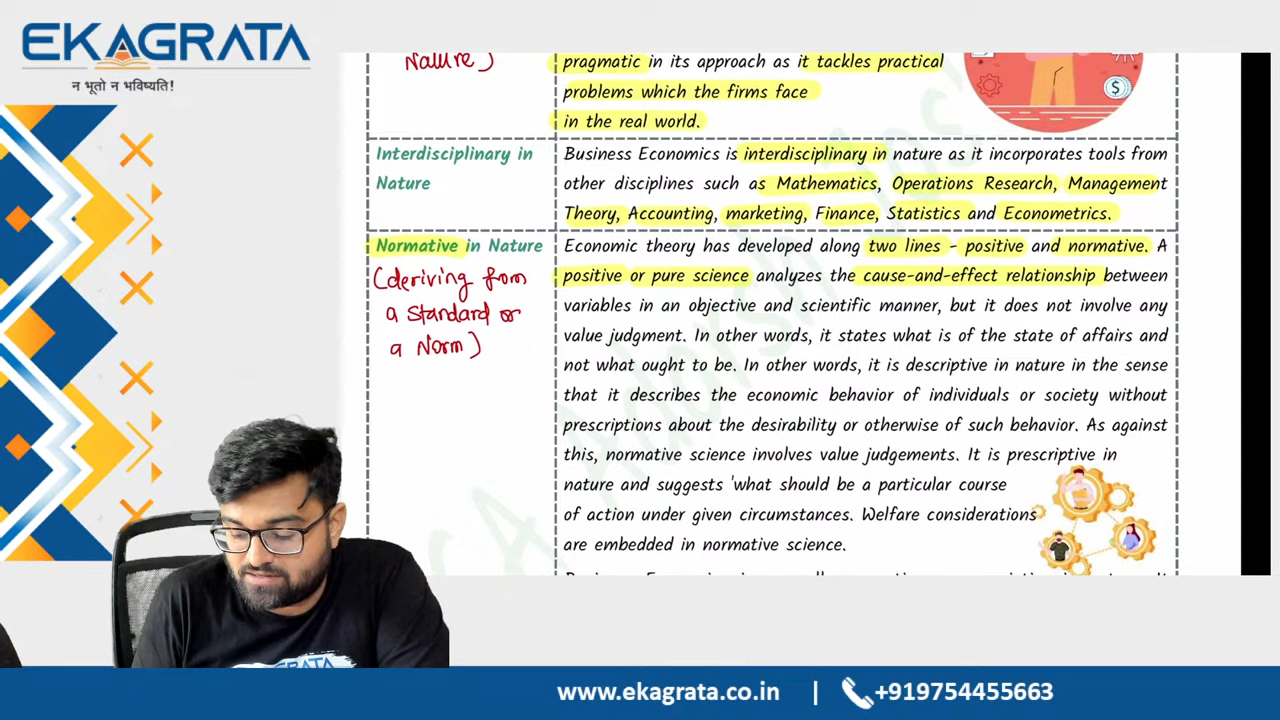 EKAGRATA
न भूतो न भविष्यति!
Nature)
pragmatic in its approach as it tackles practical
problems which the firms face
in the real world.
Interdisciplinary in
Nature
Business Economics is interdisciplinary in nature as it incorporates tools from
other disciplines such as Mathematics, Operations Research, Management
Theory, Accounting, marketing, Finance, Statistics and Econometrics.
Normative in Nature
(deriving from
a standard or
a Norm)
Economic theory has developed along two lines - positive and normative. A
positive or pure science analyzes the cause-and-effect relationship between
variables in an objective and scientific manner, but it does not involve any
value judgment. In other words, it states what is of the state of affairs and
not what ought to be. In other words, it is descriptive in nature in the sense
that it describes the economic behavior of individuals or society without
prescriptions about the desirability or otherwise of such behavior. As against
this, normative science involves value judgements. It is prescriptive in
nature and suggests 'what should be a particular course
of action under given circumstances. Welfare considerations
are embedded in normative science.
EKAGRATA
www.ekagrata.co.in | +919754455663